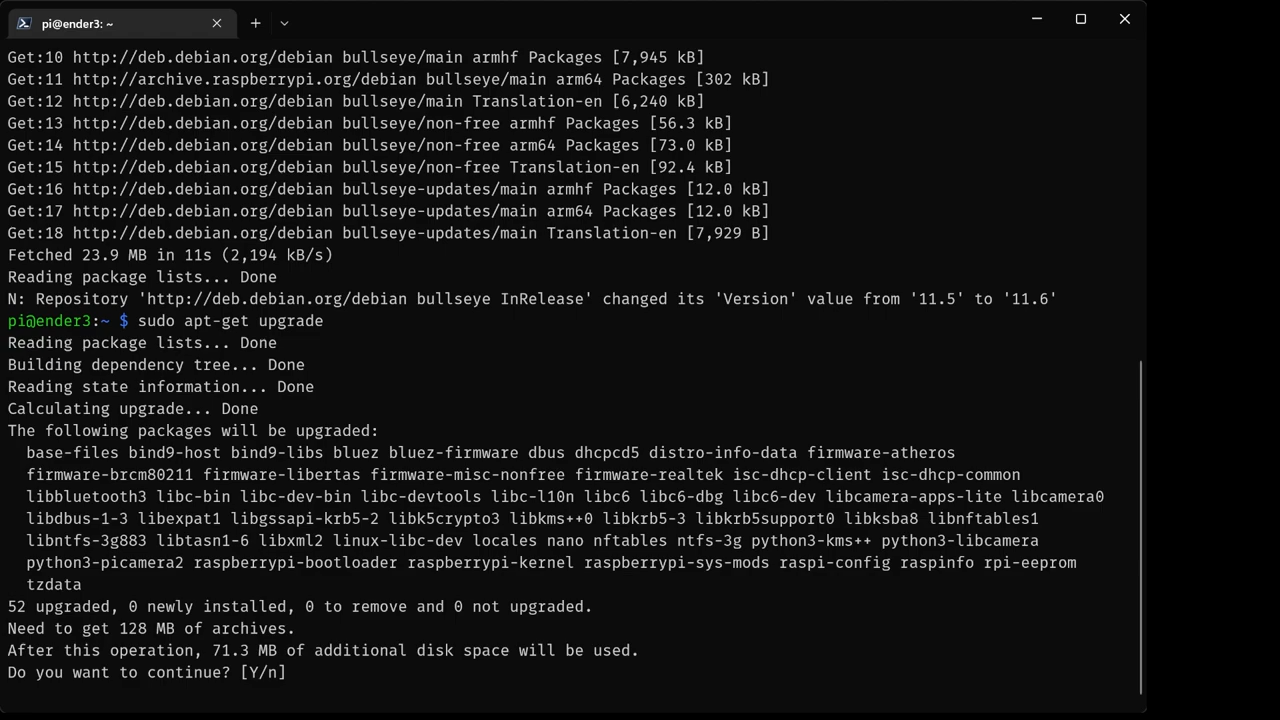 pi@ender3: ~
Get:10 http://deb.debian.org/debian bullseye/main armhf Packages [7,945 kB]
Get:11 http://archive.raspberrypi.org/debian bullseye/main arm64 Packages [302 kB]
Get:12 http://deb.debian.org/debian bullseye/main Translation-en [6,240 kB]
Get:13 http://deb.debian.org/debian bullseye/non-free armhf Packages [56.3 kB]
Get:14 http://deb.debian.org/debian bullseye/non-free arm64 Packages [73.0 kB]
Get:15 http://deb.debian.org/debian bullseye/non-free Translation-en [92.4 kB]
Get:16 http://deb.debian.org/debian bullseye-updates/main armhf Packages [12.0 kB]
Get:17 http://deb.debian.org/debian bullseye-updates/main arm64 Packages [12.0 kB]
Get:18 http://deb.debian.org/debian bullseye-updates/main Translation-en [7,929 B]
Fetched 23.9 MB in 11s (2,194 kB/s)
Reading package lists... Done
N: Repository 'http://deb.debian.org/debian bullseye InRelease' changed its 'Version' value from '11.5' to '11.6'
pi@ender3:~ $ sudo apt-get upgrade
Reading package lists... Done
Building dependency tree... Done
Reading state information... Done
Calculating upgrade... Done
The following packages will be upgraded:
base-files bind9-host bind9-libs bluez bluez-firmware dbus dhcpcd5 distro-info-data firmware-atheros
firmware-brcm80211 firmware-libertas firmware-misc-nonfree firmware-realtek isc-dhcp-client isc-dhcp-common
libbluetooth3 libc-bin libc-dev-bin libc-devtools libc-l10n libc6 libc6-dbg libc6-dev libcamera-apps-lite libcamera0
libdbus-1-3 libexpat1 libgssapi-krb5-2 libk5crypto3 libkms++0 libkrb5-3 libkrb5support0 libksba8 libnftables1
libntfs-3g883 libtasn1-6 libxml2 linux-libc-dev locales nano nftables ntfs-3g python3-kms++ python3-libcamera
python3-picamera2 raspberrypi-bootloader raspberrypi-kernel raspberrypi-sys-mods raspi-config raspinfo rpi-eeprom
tzdata
52 upgraded, 0 newly installed, 0 to remove and 0 not upgraded.
Need to get 128 MB of archives.
After this operation, 71.3 MB of additional disk space will be used.
Do you want to continue? [Y/n]